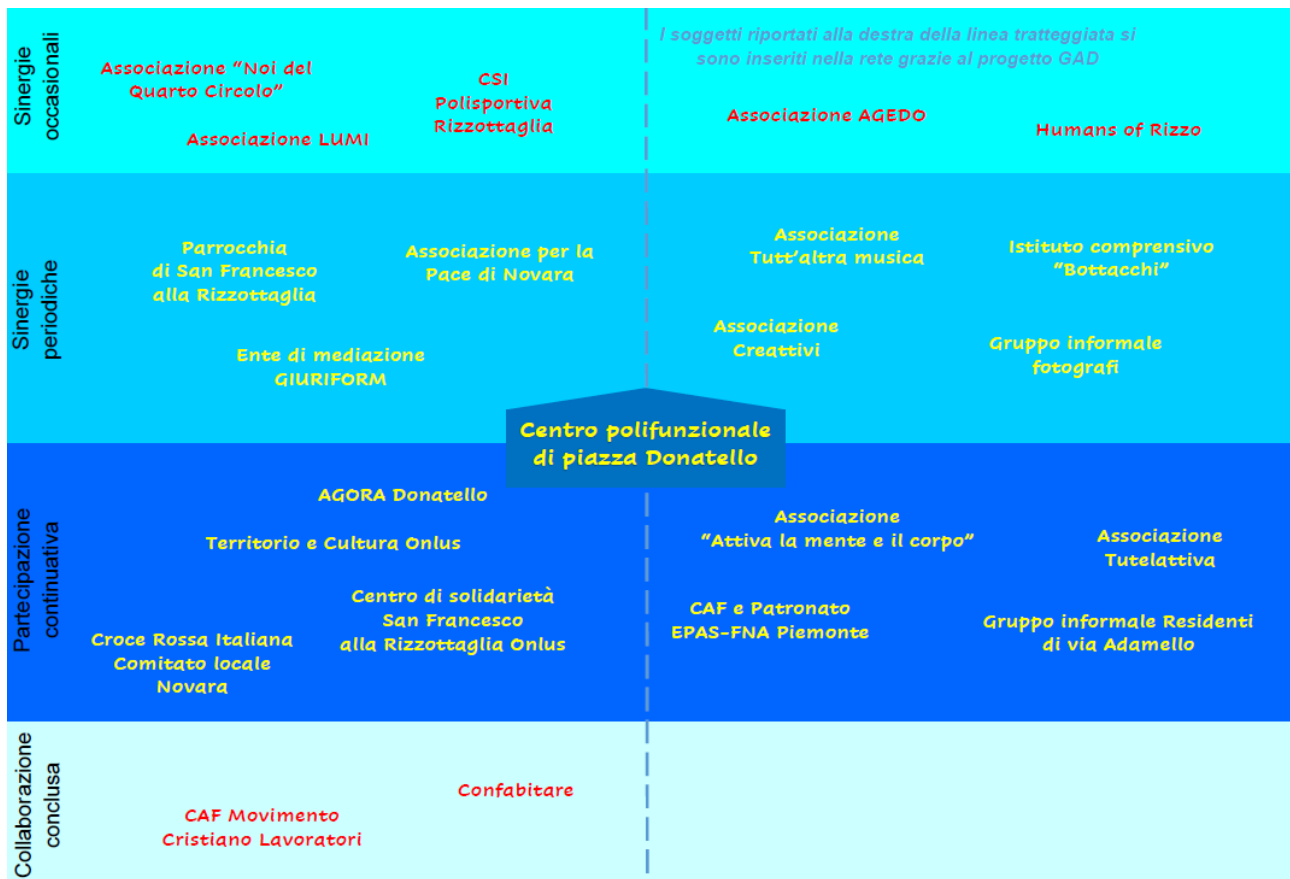 Sinergie
occasionali
Associazione “Noi del
Quarto Circolo”
CSI
Polisportiva
Rizzottaglia
Associazione LUMI
I soggetti riportati alla destra della linea tratteggiata si
sono inseriti nella rete grazie al progetto GAD
Associazione AGEDO
Humans of Rizzo
Sinergie
periodiche
Parrocchia
di San Francesco
alla Rizzottaglia
Associazione per la
Pace di Novara
Ente di mediazione
GIURIFORM
Associazione
Tutt’altra musica
Istituto comprensivo
“Bottacchi”
Associazione
Creattivi
Gruppo informale
fotografi
Centro polifunzionale
di piazza Donatello
Partecipazione
continuativa
AGORA Donatello
Territorio e Cultura Onlus
Centro di solidarietà
San Francesco
alla Rizzottaglia Onlus
Croce Rossa Italiana
Comitato locale
Novara
Associazione
“Attiva la mente e il corpo”
Associazione
Tutelattiva
CAF e Patronato
EPAS-FNA Piemonte
Gruppo informale Residenti
di via Adamello
Collaborazione
conclusa
Confabitare
CAF Movimento
Cristiano Lavoratori